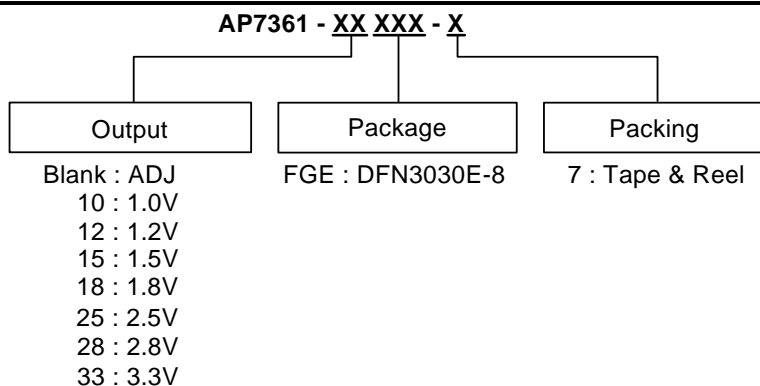 AP7361 - XX XXX - X
Output
Package
Packing
Blank : ADJ
FGE : DFN3030E-8
7 : Tape & Reel
10 : 1.0V
12 : 1.2V
15 : 1.5V
18 : 1.8V
25 : 2.5V
28 : 2.8V
33 : 3.3V